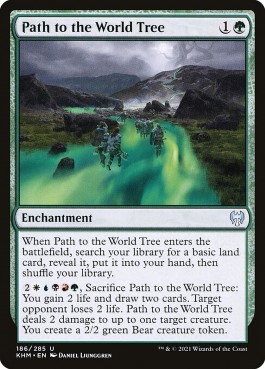 Path to the World Tree 1
Enchantment
When Path to the World Tree enters the
battlefield, search your library for a basic land
card, reveal it, put it into your hand, then
shuffle your library.
2, Sacrifice Path to the World Tree:
You gain 2 life and draw two cards. Target
opponent loses 2 life. Path to the World Tree
deals 2 damage to up to one target creature.
You create a 2/2 green Bear creature token.
186/285 U
KHM • EN DANIEL LJUNGGREN
™ & © 2021 Wizards of the Coast